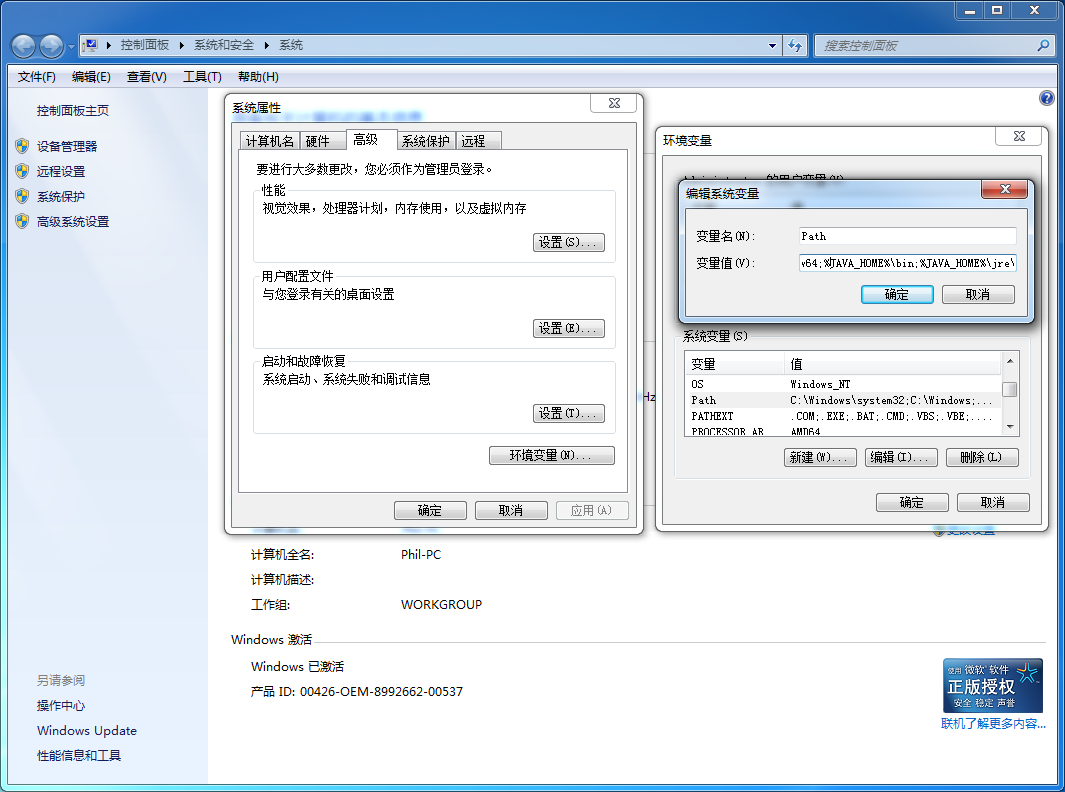 控制面板 系统和安全 系统
搜索控制面板
文件(F) 编辑(E) 查看(V) 工具(T) 帮助(H)
控制面板主页
设备管理器
远程设置
系统保护
高级系统设置
另请参阅
操作中心
Windows Update
性能信息和工具
系统属性
计算机名 硬件 高级 系统保护 远程
要进行大多数更改，您必须作为管理员登录。
性能
视觉效果，处理器计划，内存使用，以及虚拟内存
设置(S)...
用户配置文件
与您登录有关的桌面设置
设置(E)...
启动和故障恢复
系统启动、系统失败和调试信息
设置(T)...
环境变量(N)...
确定 取消 应用(A)
Hz
环境变量
的用户变量(U)
编辑系统变量
变量名(N): Path
变量值(V): v64;%JAVA_HOME%\bin;%JAVA_HOME%\jre\
确定 取消
系统变量(S)
变量 值
OS Windows_NT
Path C:\Windows\system32;C:\Windows;...
PATHEXT .COM;.EXE;.BAT;.CMD;.VBS;.VBE;....
PROCESSOR_AR AMD64
新建(W)... 编辑(I)... 删除(L)
确定 取消
更改设置
计算机全名: Phil-PC
计算机描述:
工作组: WORKGROUP
Windows 激活
Windows 已激活
产品 ID: 00426-OEM-8992662-00537
使用 微软 软件
正版授权
安全 稳定 声誉
联机了解更多内容...